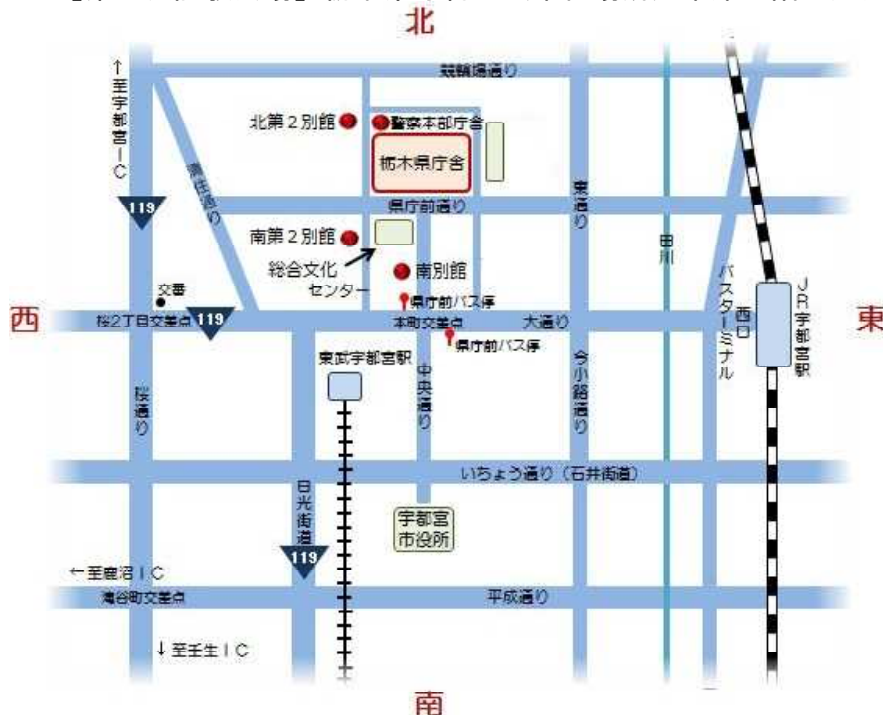 北
↑至宇都宮IC
競輪場通り
北第2別館
警察本部庁舎
栃木県庁舎
119
県庁前通り
東通り
田川
南第2別館
総合文化
センター
南別館
交番
県庁前バス停
JR宇都宮駅
西口
バスターミナル
西
桜2丁目交差点
119
本町交差点
大通り
東
県庁前バス停
東武宇都宮駅
桜通り
中央通り
今小路通り
いちょう通り（石井街道）
日光街道
宇都宮
市役所
119
←至鹿沼IC
滝谷町交差点
平成通り
↓至壬生IC
南